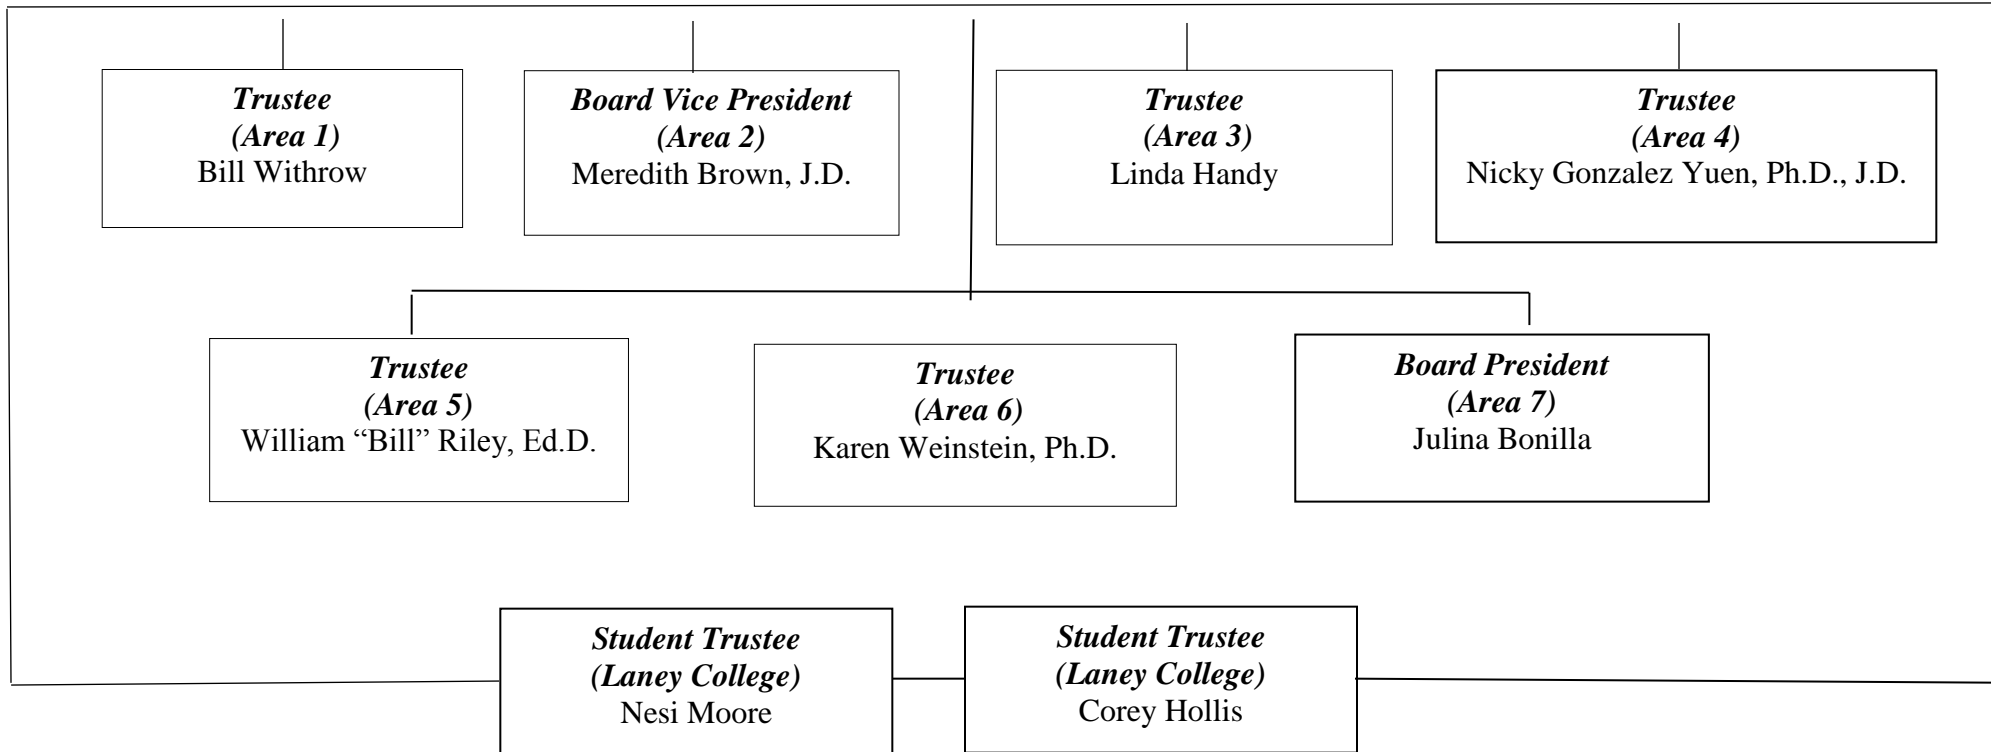 Trustee
(Area 1)
Bill Withrow
Board Vice President
(Area 2)
Meredith Brown, J.D.
Trustee
(Area 3)
Linda Handy
Trustee
(Area 4)
Nicky Gonzalez Yuen, Ph.D., J.D.
Trustee
(Area 5)
William “Bill” Riley, Ed.D.
Trustee
(Area 6)
Karen Weinstein, Ph.D.
Board President
(Area 7)
Julina Bonilla
Student Trustee
(Laney College)
Nesi Moore
Student Trustee
(Laney College)
Corey Hollis